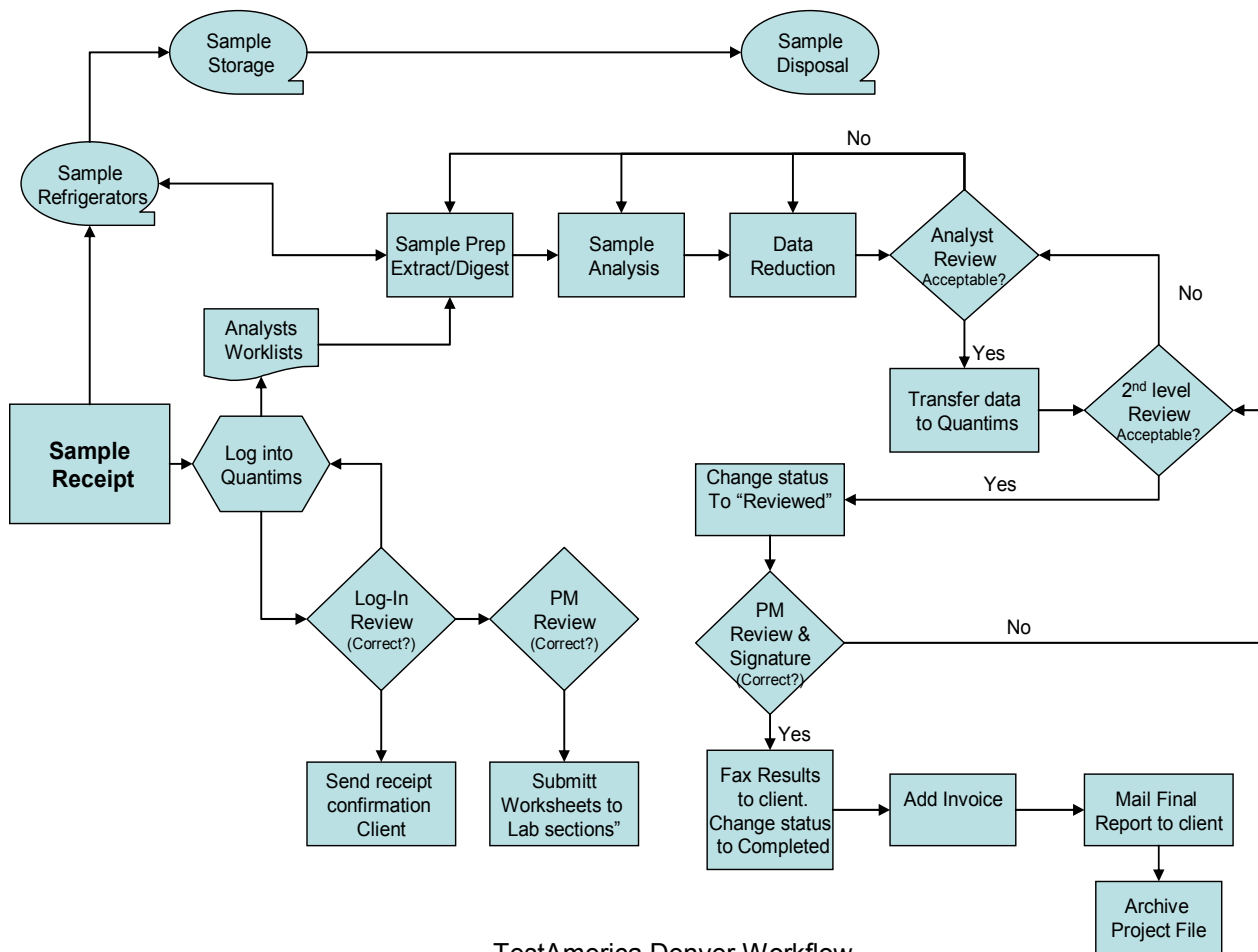 Sample
Storage
Sample
Disposal
No
Sample
Refrigerators
Sample Prep
Extract/Digest
Sample
Analysis
Data
Reduction
Analyst
Review
Acceptable?
No
Analysts
Worklists
Yes
Transfer data
to Quantims
2nd level
Review
Acceptable?
Sample
Receipt
Log into
Quantims
Change status
To “Reviewed”
Yes
Log-In
Review
(Correct?)
PM
Review
(Correct?)
PM
Review &
Signature
(Correct?)
No
Yes
Send receipt
confirmation
Client
Submitt
Worksheets to
Lab sections”
Fax Results
to client.
Change status
to Completed
Add Invoice
Mail Final
Report to client
Archive
Project File
TestAmerica Denver Workflow